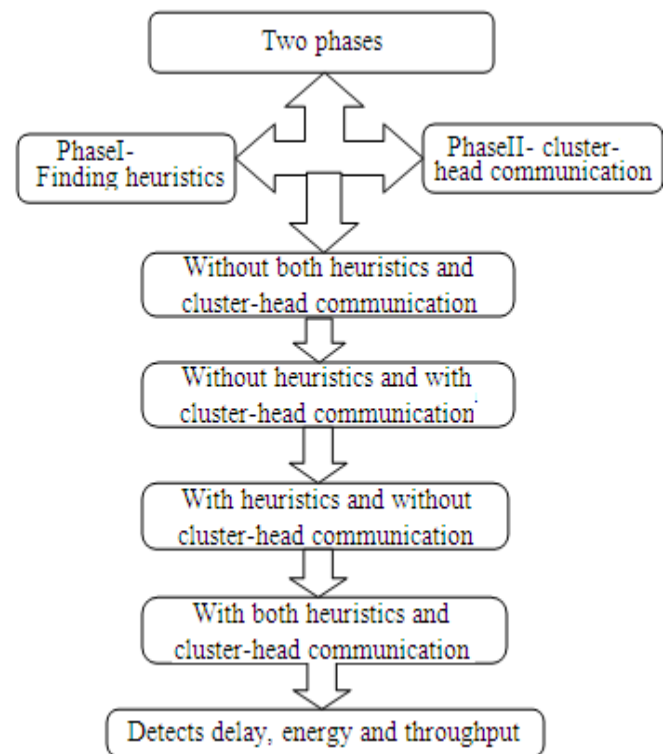 Two phases
PhaseI-
Finding heuristics
PhaseII- cluster-
head communication
Without both heuristics and
cluster-head communication
Without heuristics and with
cluster-head communication
With heuristics and without
cluster-head communication
With both heuristics and
cluster-head communication
Detects delay, energy and throughput